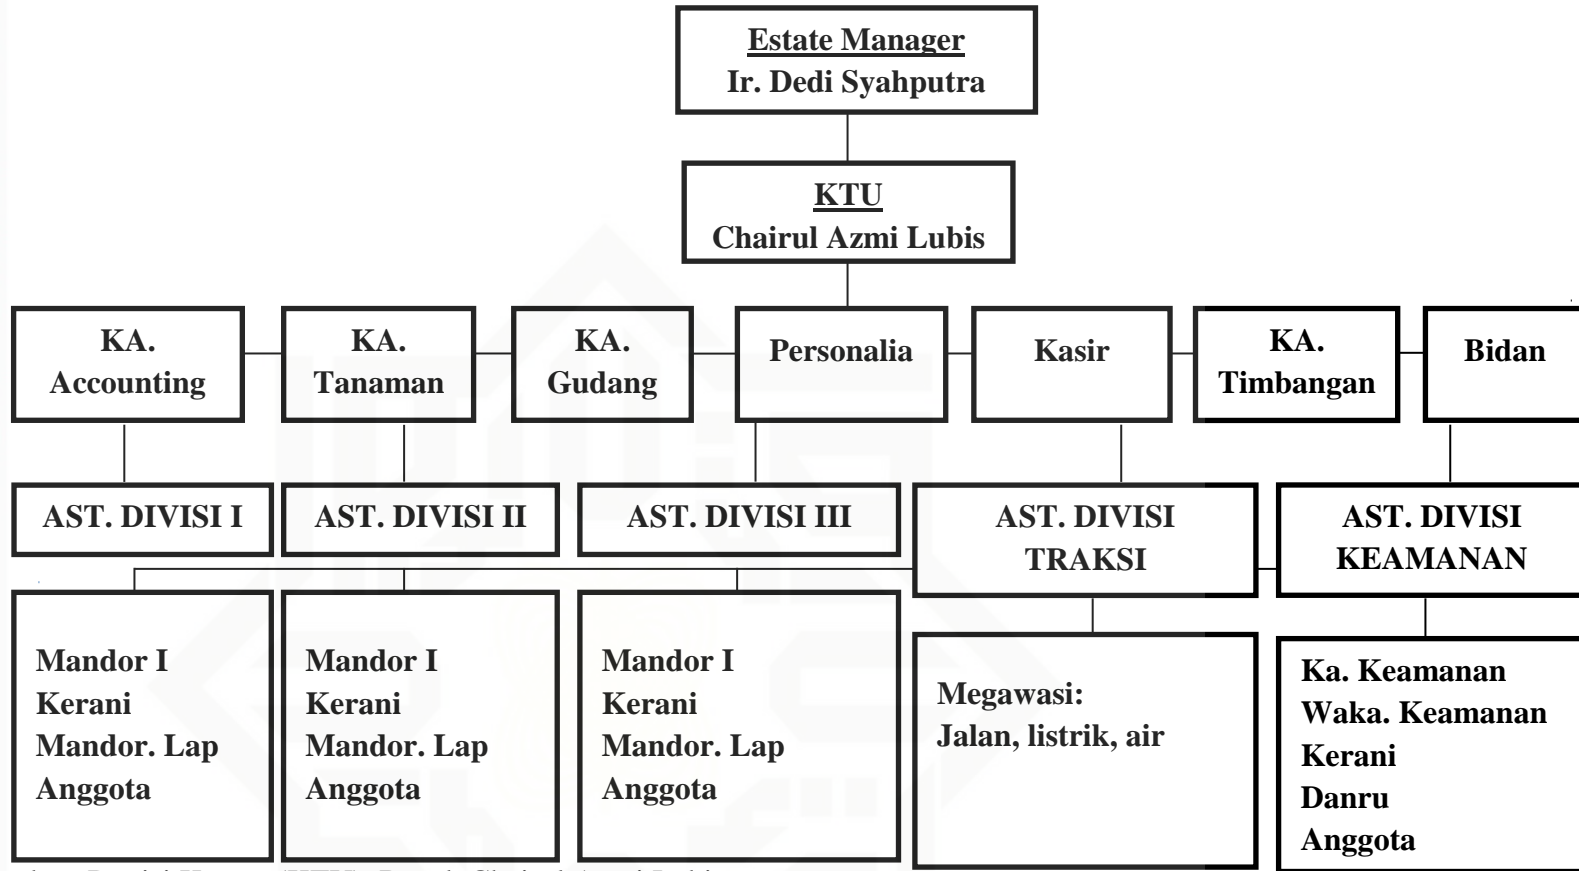 Estate Manager
Ir. Dedi Syahputra
KTU
Chairul Azmi Lubis
KA.
Accounting
KA.
Tanaman
KA.
Gudang
Personalia
Kasir
KA.
Timbangan
Bidan
AST. DIVISI I
AST. DIVISI II
AST. DIVISI III
AST. DIVISI
TRAKSI
AST. DIVISI
KEAMANAN
Mandor I
Kerani
Mandor. Lap
Anggota
Mandor I
Kerani
Mandor. Lap
Anggota
Mandor I
Kerani
Mandor. Lap
Anggota
Megawasi:
Jalan, listrik, air
Ka. Keamanan
Waka. Keamanan
Kerani
Danru
Anggota